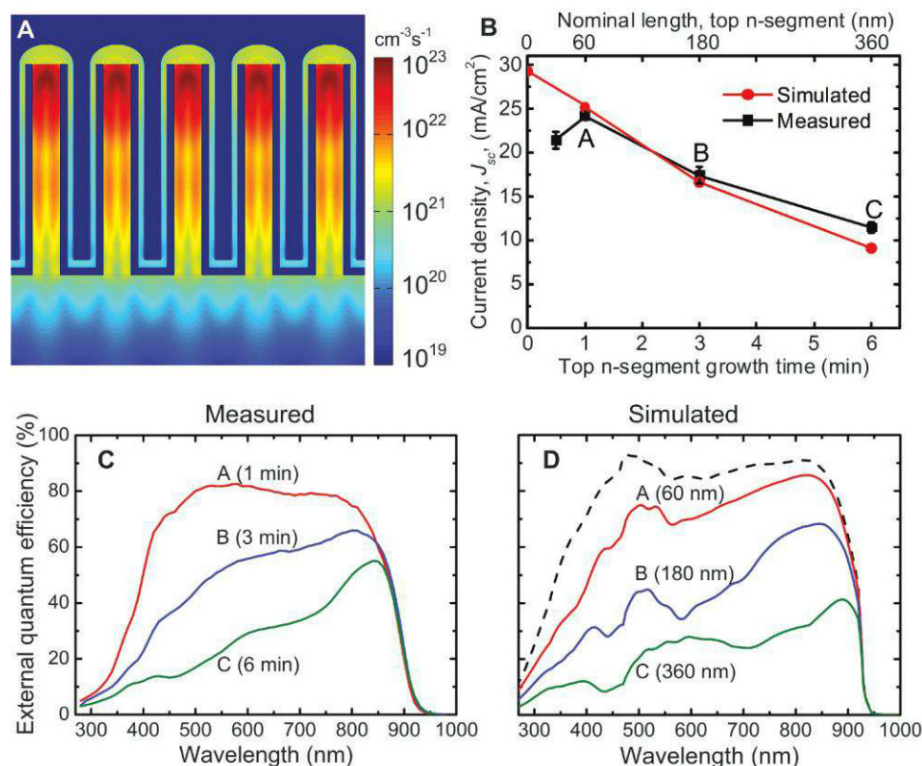 A
cm⁻³s⁻¹
10²³
10²²
10²¹
10²⁰
10¹⁹
B
Nominal length, top n-segment (nm)
0 60 180 360
30
25
20
15
10
5
0
Current density, Jsc, (mA/cm²)
Simulated
Measured
A
B
C
0 1 2 3 4 5 6
Top n-segment growth time (min)
Measured
C
External quantum efficiency (%)
100
80
60
40
20
0
A (1 min)
B (3 min)
C (6 min)
300 400 500 600 700 800 900 1000
Wavelength (nm)
Simulated
D
A (60 nm)
B (180 nm)
C (360 nm)
300 400 500 600 700 800 900 1000
Wavelength (nm)